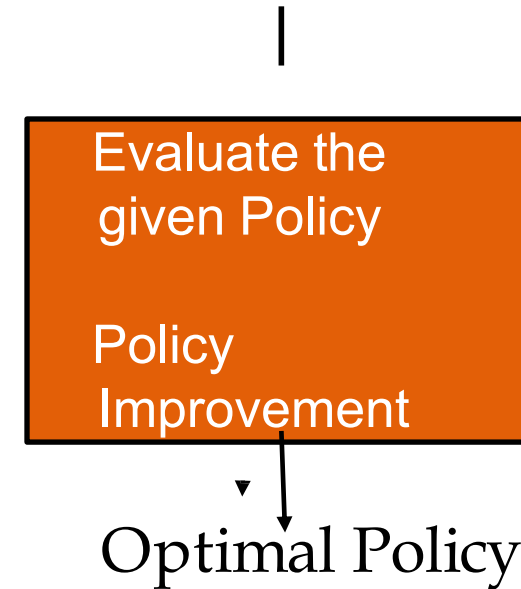 Evaluate the
given Policy
Policy
Improvement
Optimal Policy